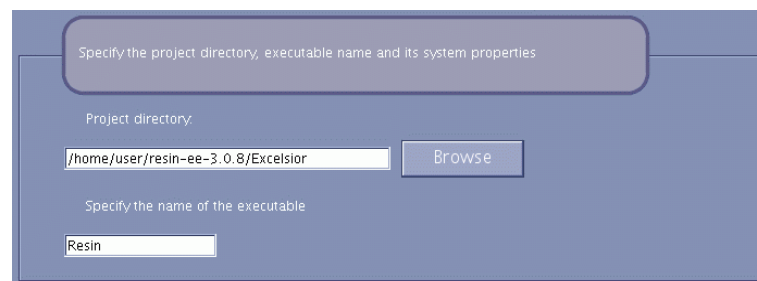 Specify the project directory, executable name and its system properties
Project directory:
/home/user/resin-ee-3.0.8/Excelsior
Browse
Specify the name of the executable
Resin